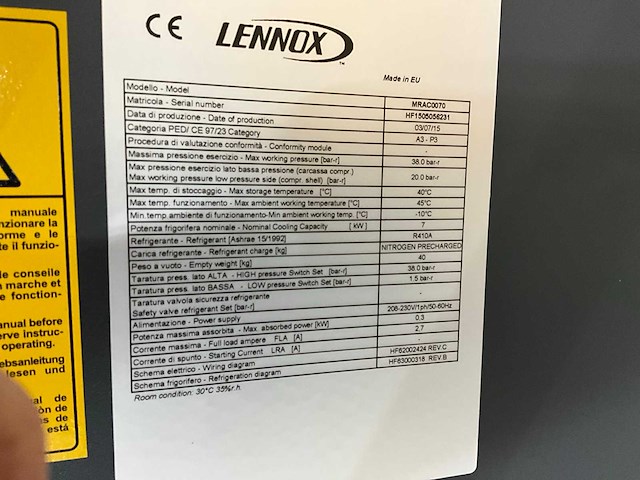 CE LENNOX
Made in EU
Modello - Model MRAC0070
Matricola - Serial number HF1505056231
Data di produzione - Date of production 03/07/15
Categoria PED/ CE 97/23 Category A3 - P3
Procedura di valutazione conformità - Conformity module -
Massima pressione esercizio - Max working pressure [bar-r] 38.0 bar-r
Max pressione esercizio lato bassa pressione (carcassa compr.)
Max working pressure low pressure side (compr. shell) [bar-r] 20.0 bar-r
Max temp. di stoccaggio - Max storage temperature [°C] 40°C
Max temp. funzionamento - Max ambient working temperature [°C] 45°C
Min.temp.ambiente di funzionamento-Min ambient working temp. [°C] -10°C
Potenza frigorifera nominale - Nominal Cooling Capacity [ kW ] 7
Refrigerante - Refrigerant [Ashrae 15/1992] R410A
Carica refrigerante - Refrigerant charge [kg] NITROGEN PRECHARGED
Peso a vuoto - Empty weight [kg] 40
Taratura press. lato ALTA - HIGH pressure Switch Set [bar-r] 38.0 bar-r
Taratura press. lato BASSA - LOW pressure Switch Set [bar-r] 1.5 bar-r
Taratura valvola sicurezza refrigerante
Safety valve refrigerant Set [bar-r] -
Alimentazione - Power supply 208-230V/1ph/50-60Hz
Potenza massima assorbita - Max. absorbed power [kW] 0,3
Corrente massima - Full load ampere FLA [A] 2,7
Corrente di spunto - Starting Current LRA [A] -
Schema elettrico - Wiring diagram HF62002424 REV.C
Schema frigorifero - Refrigeration diagram HF63000318 REV.B
Room condition: 30°C 35%r.h.
manuale
nzionare la
orme e le
te il funzio-
le conseille
n marche et
e fonction-
anual before
erve instruc-
operating.
ebsanleitung
lesen und
al de
ón de
s de
está